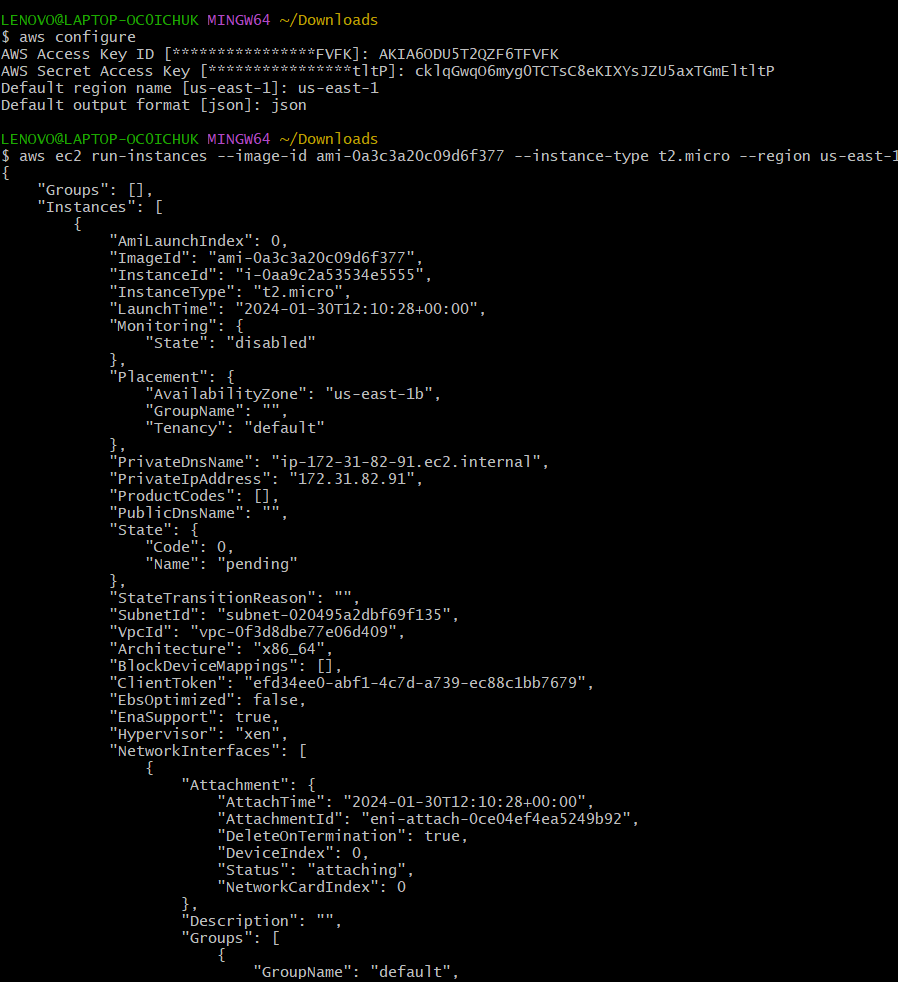 LENOVO@LAPTOP-OC0ICHUK MINGW64 ~/Downloads
$ aws configure
AWS Access Key ID [****************FVFK]:
AWS Secret Access Key [****************tltP]:
Default region name [us-east-1]: us-east-1
Default output format [json]: json
LENOVO@LAPTOP-OC0ICHUK MINGW64 ~/Downloads
$ aws ec2 run-instances --image-id ami-0a3c3a20c09d6f377 --instance-type t2.micro --region us-east-1
{
"Groups": [],
"Instances": [
{
"AmiLaunchIndex": 0,
"ImageId": "ami-0a3c3a20c09d6f377",
"InstanceId": "i-0aa9c2a53534e5555",
"InstanceType": "t2.micro",
"LaunchTime": "2024-01-30T12:10:28+00:00",
"Monitoring": {
"State": "disabled"
},
"Placement": {
"AvailabilityZone": "us-east-1b",
"GroupName": "",
"Tenancy": "default"
},
"PrivateDnsName": "ip-172-31-82-91.ec2.internal",
"PrivateIpAddress": "172.31.82.91",
"ProductCodes": [],
"PublicDnsName": "",
"State": {
"Code": 0,
"Name": "pending"
},
"StateTransitionReason": "",
"SubnetId": "subnet-020495a2dbf69f135",
"VpcId": "vpc-0f3d8dbe77e06d409",
"Architecture": "x86_64",
"BlockDeviceMappings": [],
"ClientToken": "efd34ee0-abf1-4c7d-a739-ec88c1bb7679",
"EbsOptimized": false,
"EnaSupport": true,
"Hypervisor": "xen",
"NetworkInterfaces": [
{
"Attachment": {
"AttachTime": "2024-01-30T12:10:28+00:00",
"AttachmentId": "eni-attach-0ce04ef4ea5249b92",
"DeleteOnTermination": true,
"DeviceIndex": 0,
"Status": "attaching",
"NetworkCardIndex": 0
},
"Description": "",
"Groups": [
{
"GroupName": "default",